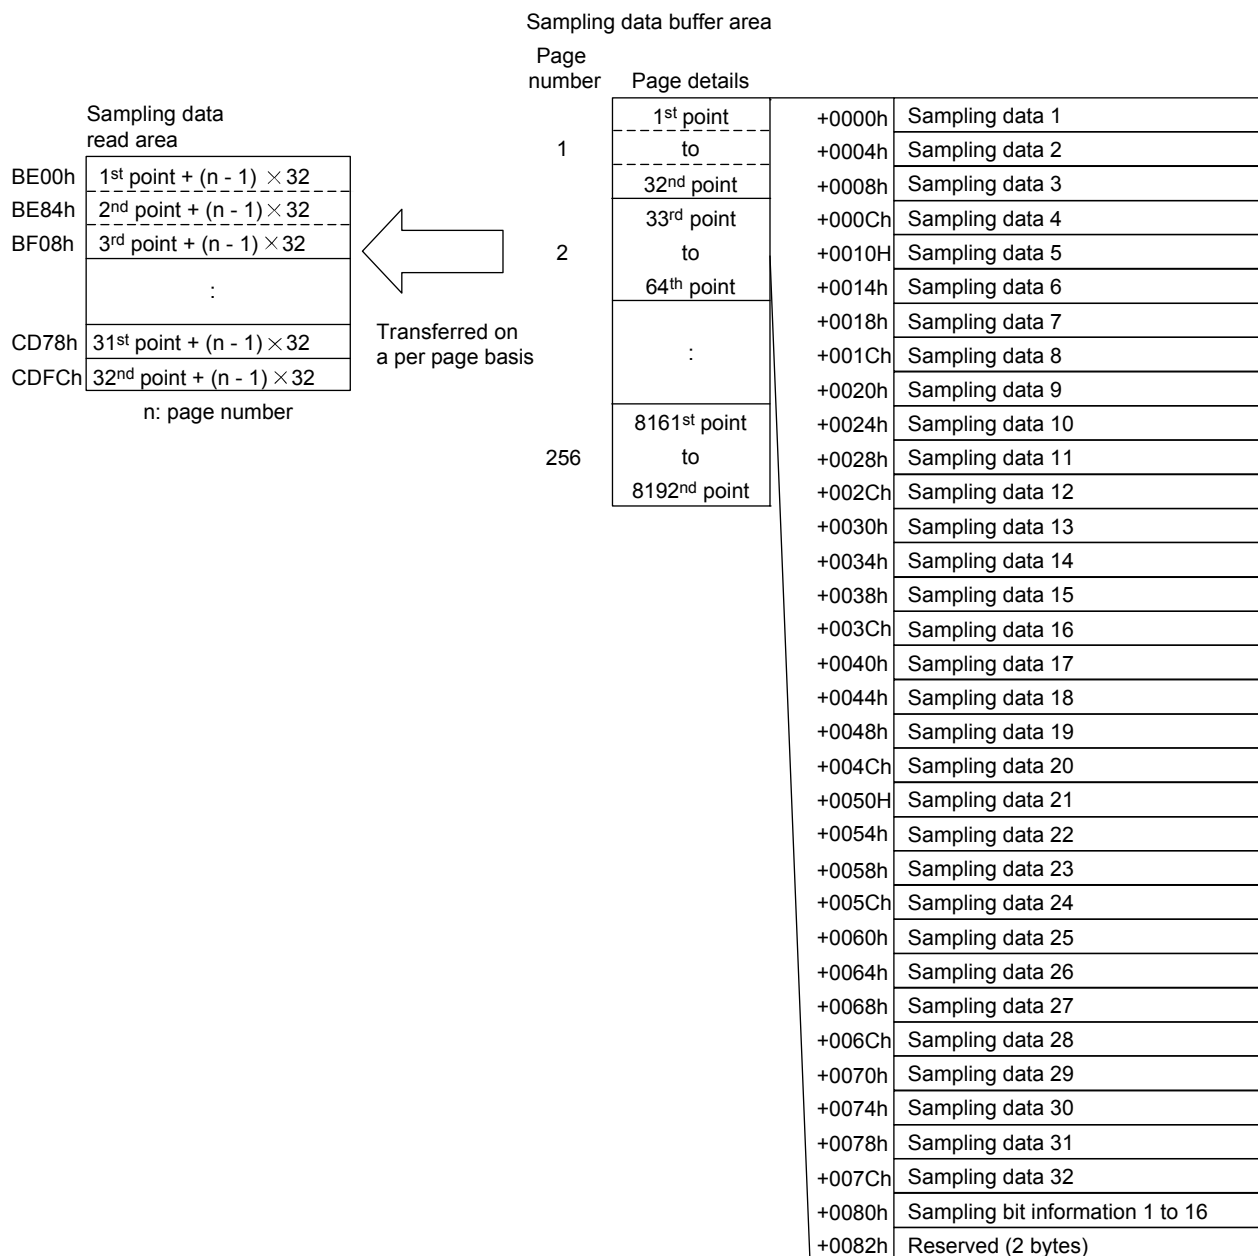 Sampling data buffer area
Page
number
Page details
Sampling data
read area
BE00h 1st point + (n - 1) ×32
BE84h 2nd point + (n - 1)×32
BF08h 3rd point + (n - 1)×32
:
CD78h 31st point + (n - 1)×32
CDFCh 32nd point + (n - 1)×32
n: page number
Transferred on
a per page basis
1st point
1 to
32nd point
33rd point
2 to
64th point
:
8161st point
256 to
8192nd point
+0000h Sampling data 1
+0004h Sampling data 2
+0008h Sampling data 3
+000Ch Sampling data 4
+0010H Sampling data 5
+0014h Sampling data 6
+0018h Sampling data 7
+001Ch Sampling data 8
+0020h Sampling data 9
+0024h Sampling data 10
+0028h Sampling data 11
+002Ch Sampling data 12
+0030h Sampling data 13
+0034h Sampling data 14
+0038h Sampling data 15
+003Ch Sampling data 16
+0040h Sampling data 17
+0044h Sampling data 18
+0048h Sampling data 19
+004Ch Sampling data 20
+0050H Sampling data 21
+0054h Sampling data 22
+0058h Sampling data 23
+005Ch Sampling data 24
+0060h Sampling data 25
+0064h Sampling data 26
+0068h Sampling data 27
+006Ch Sampling data 28
+0070h Sampling data 29
+0074h Sampling data 30
+0078h Sampling data 31
+007Ch Sampling data 32
+0080h Sampling bit information 1 to 16
+0082h Reserved (2 bytes)